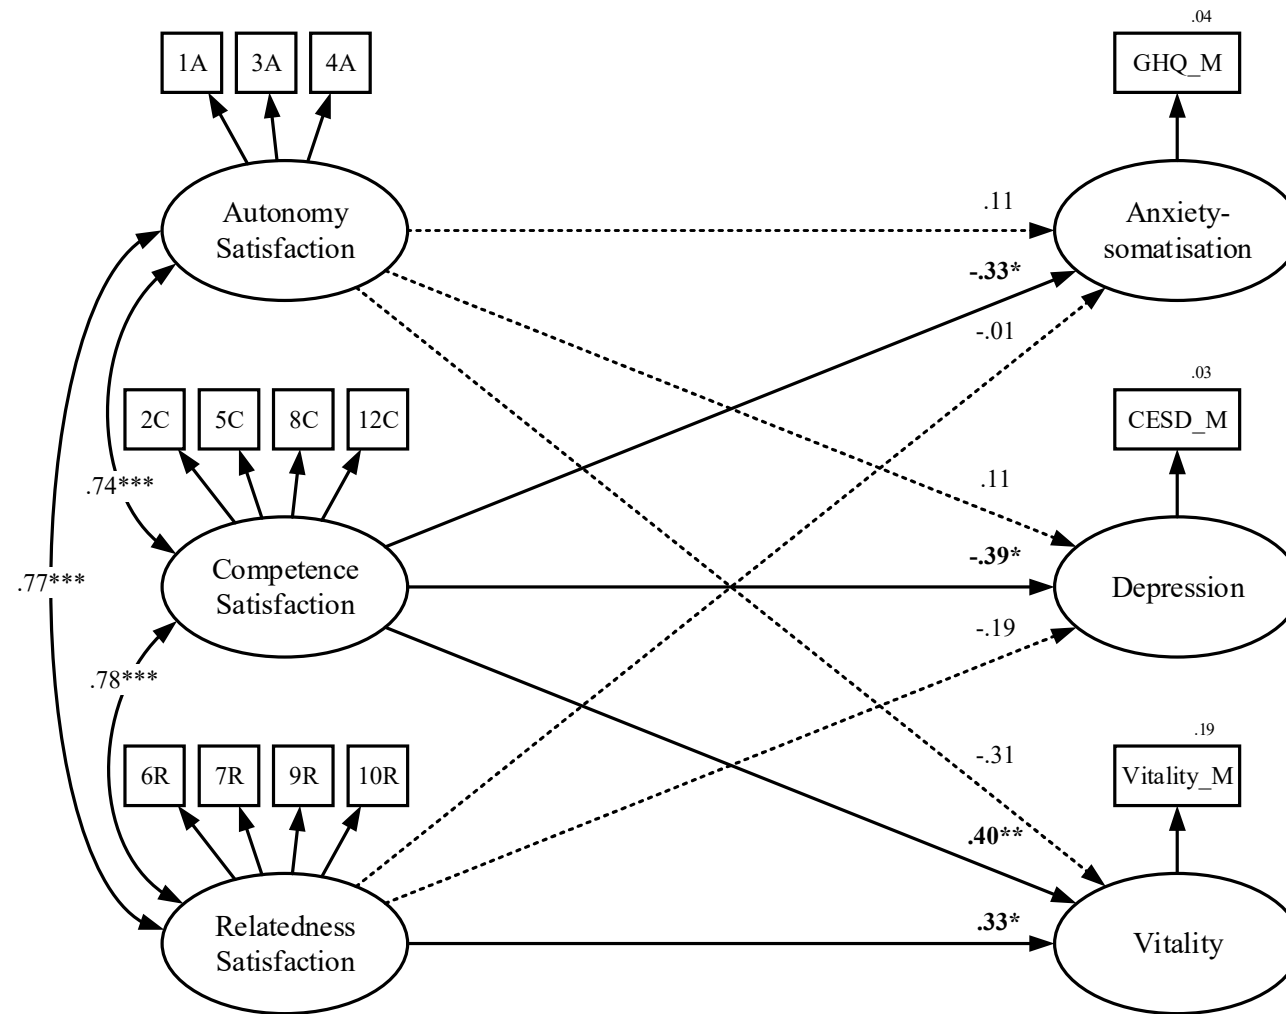 .04
1A 3A 4A GHQ_M
Autonomy
Satisfaction
.11
Anxiety-
somatisation
-.33*
-.01
.03
2C 5C 8C 12C CESD_M
.74***
.11
-.39*
Competence
Satisfaction
Depression
.77***
-.19
.78***
.19
6R 7R 9R 10R Vitality_M
-.31
.40**
.33*
Relatedness
Satisfaction
Vitality